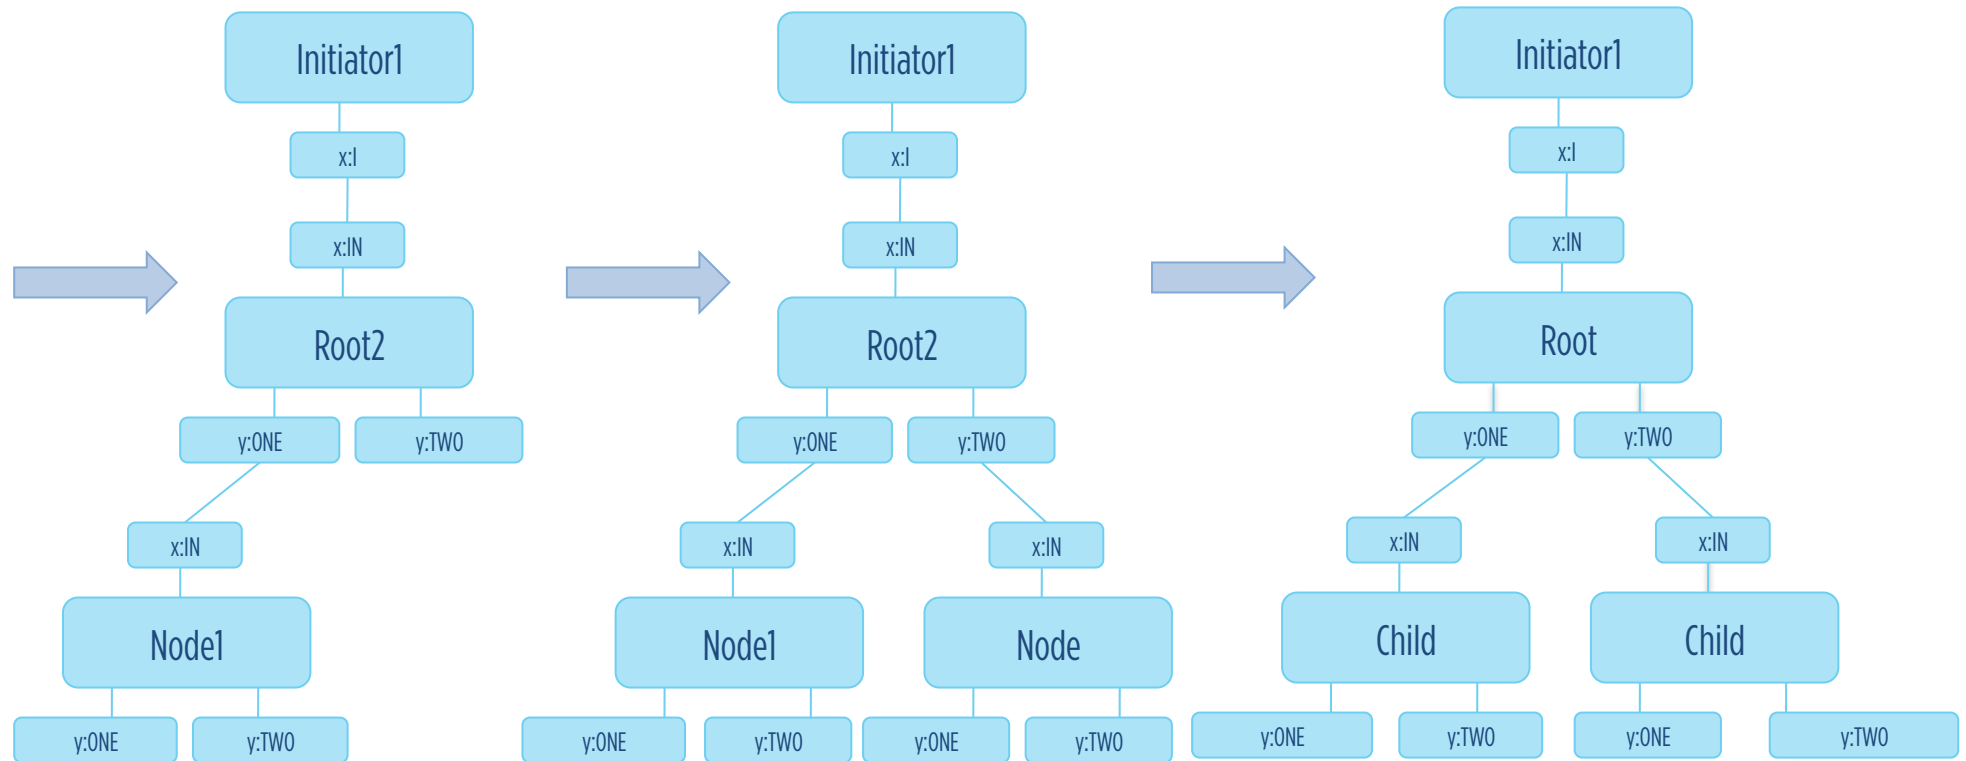 Initiator1
x:I
x:IN
Root2
y:ONE
y:TWO
x:IN
Node1
y:ONE
y:TWO
Initiator1
x:I
x:IN
Root2
y:ONE
y:TWO
x:IN
x:IN
Node1
Node
y:ONE
y:TWO
y:ONE
y:TWO
Initiator1
x:I
x:IN
Root
y:ONE
y:TWO
x:IN
x:IN
Child
Child
y:ONE
y:TWO
y:ONE
y:TWO